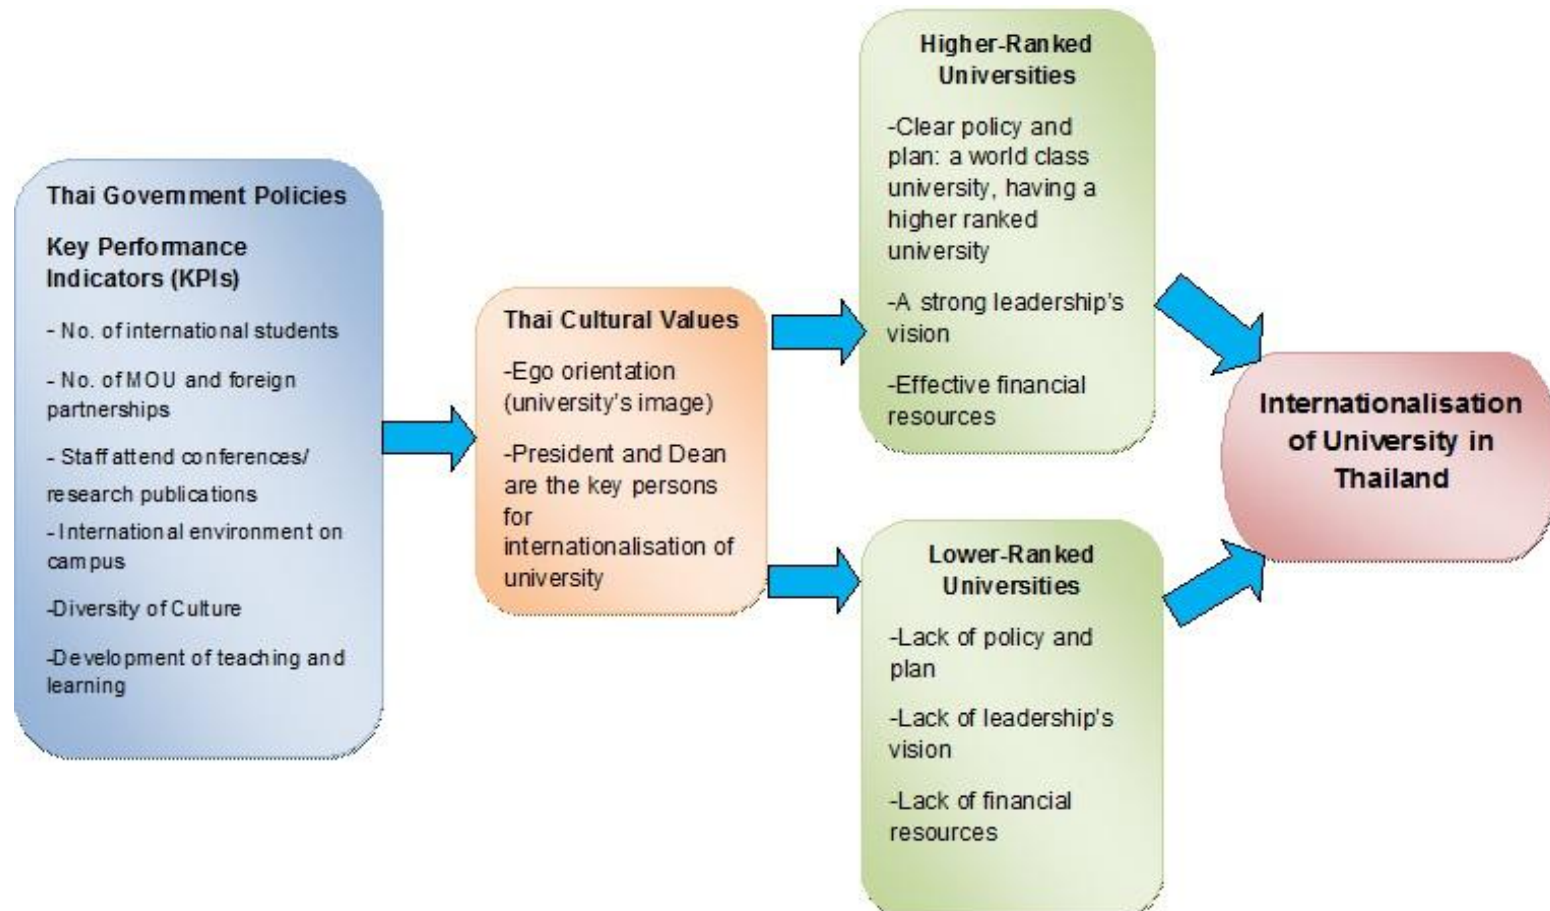 Thai Government Policies
Key Performance
Indicators (KPIs)
- No. of international students
- No. of MOU and foreign
partnerships
- Staff attend conferences/
research publications
- International environment on
campus
-Diversity of Culture
-Development of teaching and
learning
Thai Cultural Values
-Ego orientation
(university's image)
-President and Dean
are the key persons
for
internationalisation of
university
Higher-Ranked
Universities
-Clear policy and
plan: a world class
university, having a
higher ranked
university
-A strong leadership's
vision
-Effective financial
resources
Lower-Ranked
Universities
-Lack of policy and
plan
-Lack of leadership's
vision
-Lack of financial
resources
Internationalisation
of University in
Thailand